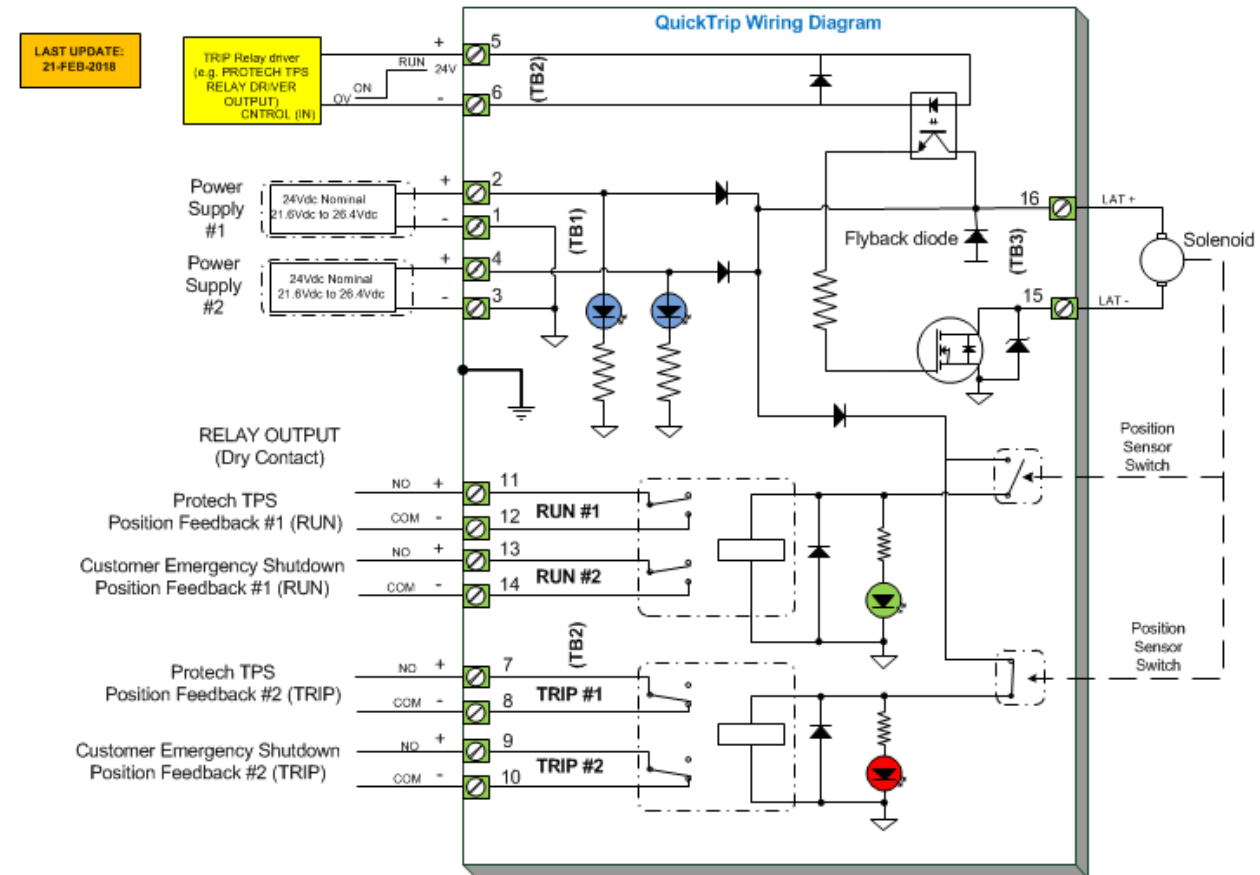 QuickTrip Wiring Diagram
LAST UPDATE:
21-FEB-2018
TRIP Relay driver
(e.g. PROTECH TPS
RELAY DRIVER
OUTPUT)
CNTROL (IN)
+
RUN
24V
ON
0V
-
5
6
(TB2)
Power
Supply
#1
24Vdc Nominal
21.6Vdc to 26.4Vdc
+
-
2
1
Power
Supply
#2
24Vdc Nominal
21.6Vdc to 26.4Vdc
+
-
4
3
(TB1)
Flyback diode
16
15
(TB3)
LAT +
LAT -
Solenoid
RELAY OUTPUT
(Dry Contact)
Protech TPS
Position Feedback #1 (RUN)
NO +
COM -
11
12
RUN #1
Customer Emergency Shutdown
Position Feedback #1 (RUN)
NO +
COM -
13
14
RUN #2
Position
Sensor
Switch
(TB2)
Protech TPS
Position Feedback #2 (TRIP)
NO +
COM -
7
8
TRIP #1
Customer Emergency Shutdown
Position Feedback #2 (TRIP)
NO +
COM -
9
10
TRIP #2
Position
Sensor
Switch